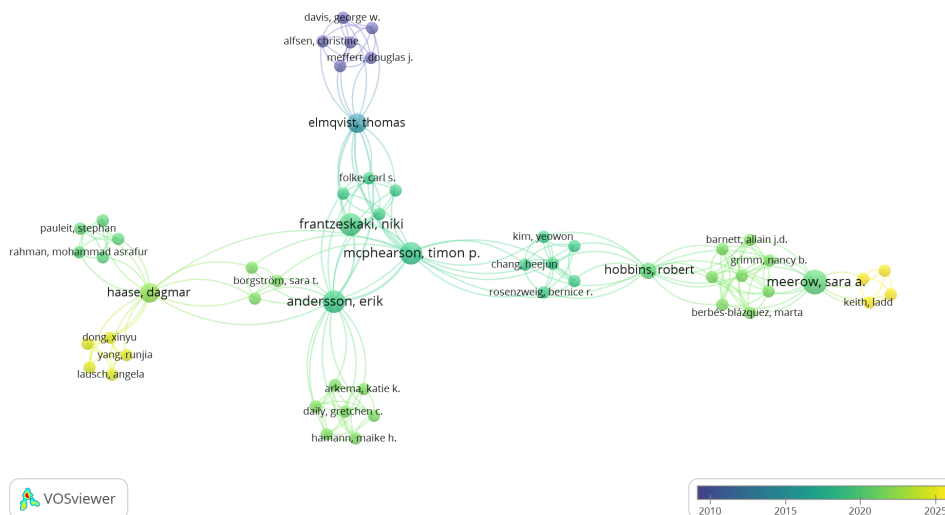 davis, george w.
alfsen, christine
meffert, douglas j.
elmqvist, thomas
folke, carl s.
frantzeskaki, niki
mcphearson, timon p.
pauleit, stephan
rahman, mohammad asrafur
haase, dagmar
borgström, sara t.
andersson, erik
kim, yeowon
chang, heejun
rosenzweig, bernice r.
hobbins, robert
barnett, allain j.d.
grimm, nancy b.
meerow, sara a.
berbés-blázquez, marta
keith, ladd
dong, xinyu
yang, runjia
lausch, angela
arkema, katie k.
daily, gretchen c.
hamann, maike h.
VOSviewer
2010 2015 2020 2025